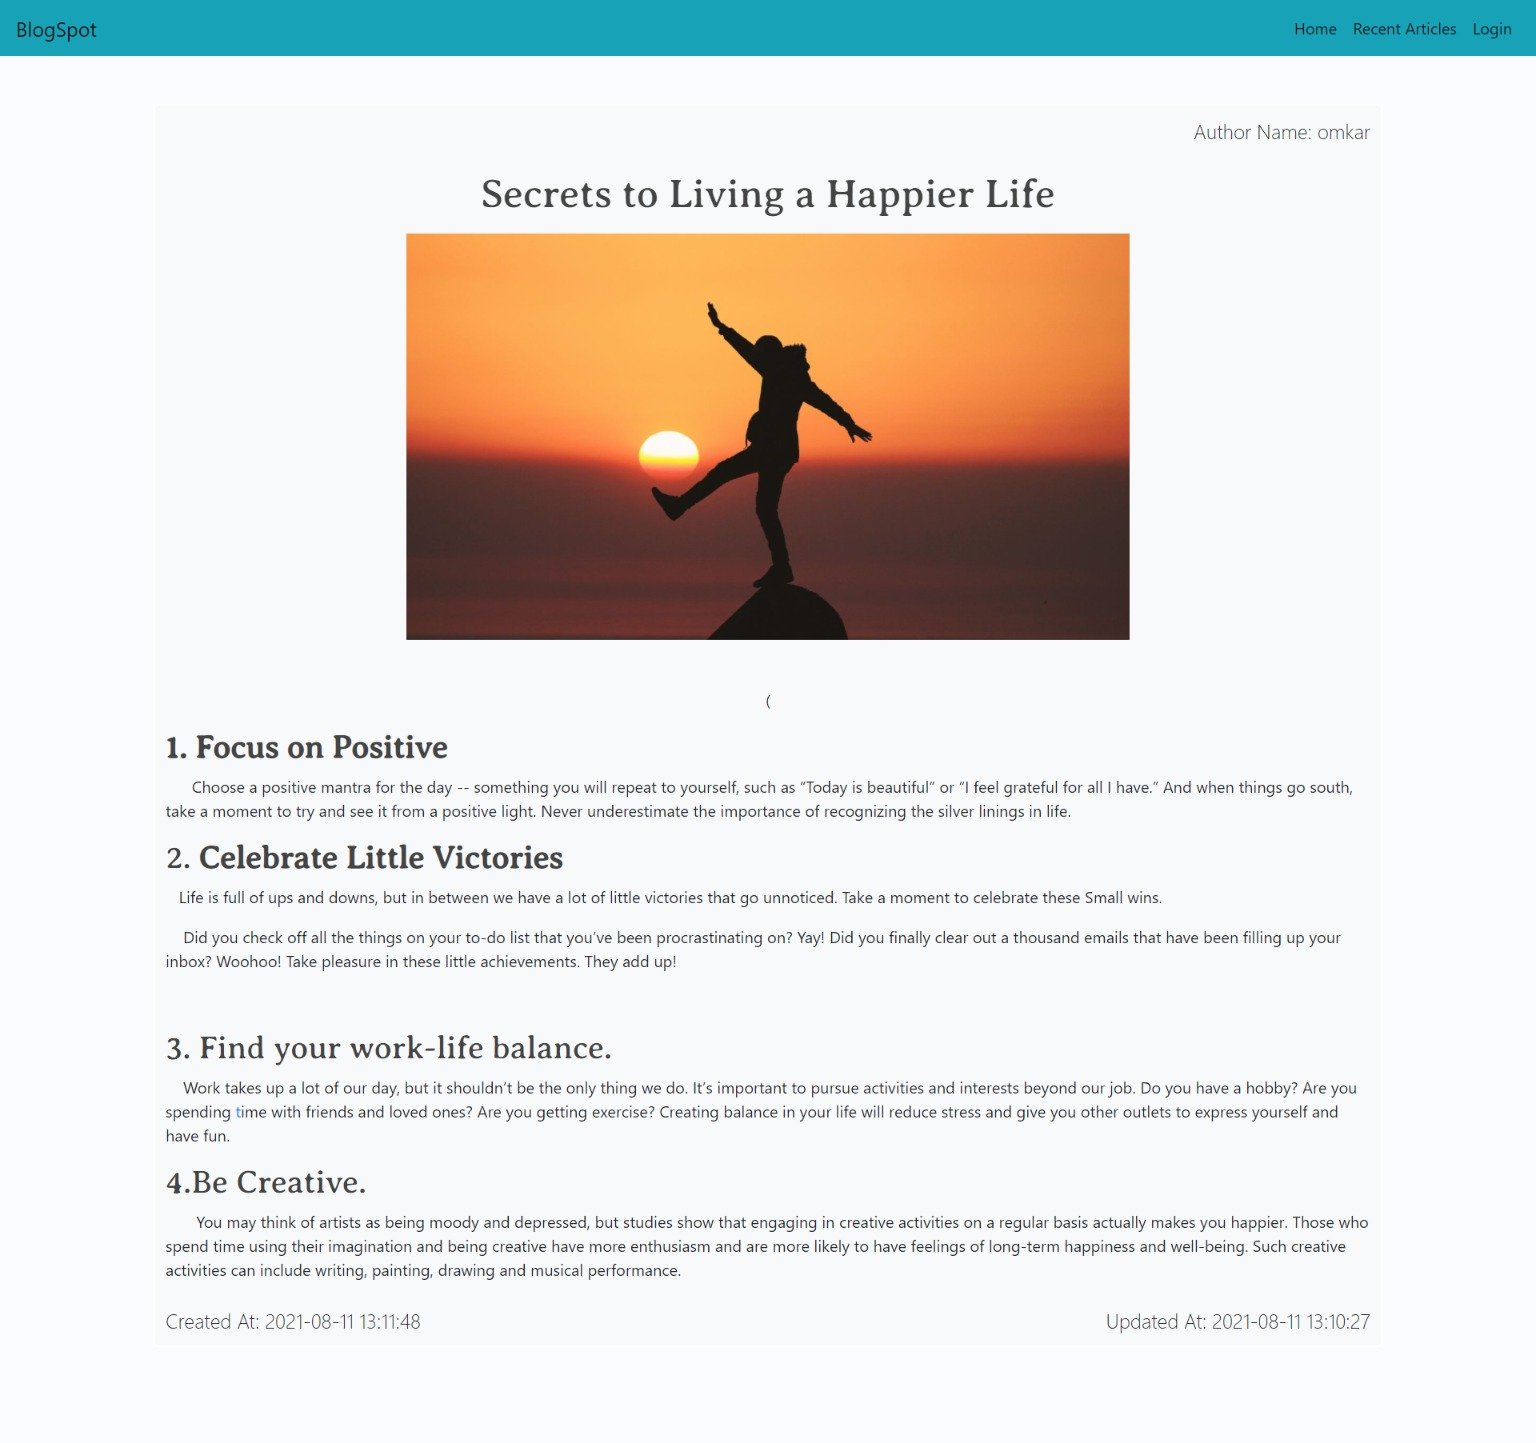 BlogSpot
Home Recent Articles Login
Author Name: omkar
Secrets to Living a Happier Life
(
1. Focus on Positive
Choose a positive mantra for the day -- something you will repeat to yourself, such as “Today is beautiful” or “I feel grateful for all I have.” And when things go south,
take a moment to try and see it from a positive light. Never underestimate the importance of recognizing the silver linings in life.
2. Celebrate Little Victories
Life is full of ups and downs, but in between we have a lot of little victories that go unnoticed. Take a moment to celebrate these Small wins.
Did you check off all the things on your to-do list that you’ve been procrastinating on? Yay! Did you finally clear out a thousand emails that have been filling up your
inbox? Woohoo! Take pleasure in these little achievements. They add up!
3. Find your work-life balance.
Work takes up a lot of our day, but it shouldn’t be the only thing we do. It’s important to pursue activities and interests beyond our job. Do you have a hobby? Are you
spending time with friends and loved ones? Are you getting exercise? Creating balance in your life will reduce stress and give you other outlets to express yourself and
have fun.
4.Be Creative.
You may think of artists as being moody and depressed, but studies show that engaging in creative activities on a regular basis actually makes you happier. Those who
spend time using their imagination and being creative have more enthusiasm and are more likely to have feelings of long-term happiness and well-being. Such creative
activities can include writing, painting, drawing and musical performance.
Created At: 2021-08-11 13:11:48
Updated At: 2021-08-11 13:10:27